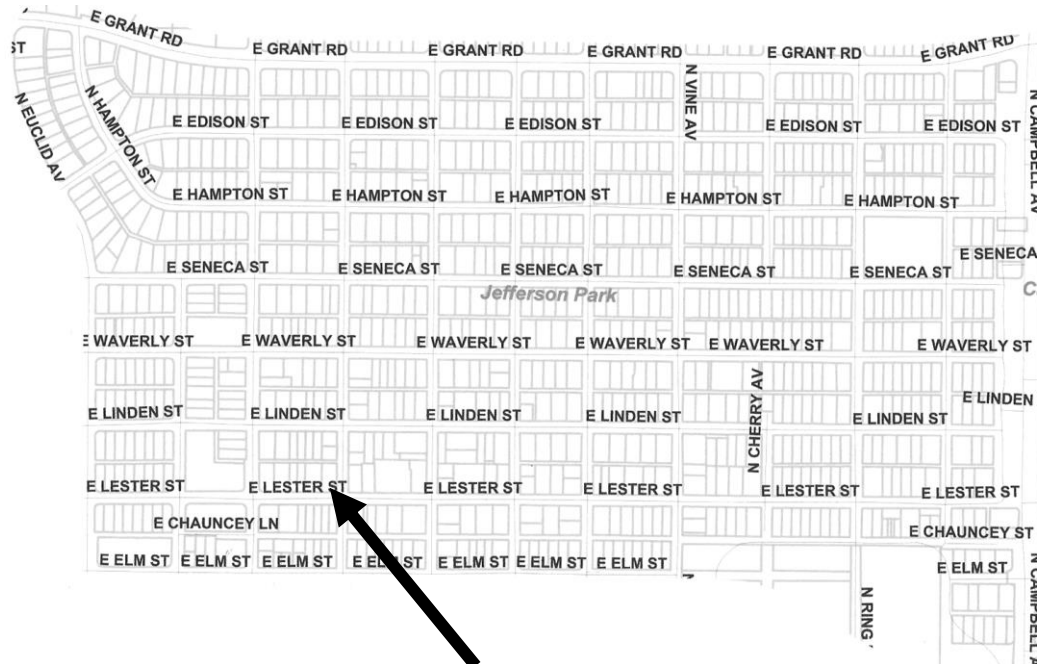 E GRANT RD
E GRANT RD
E GRANT RD
E GRANT RD
E GRANT RD
E GRANT RD
ST
N EUCLID AV
N HAMPTON ST
N VINE AV
N CAMPBELL AV
E EDISON ST
E EDISON ST
E EDISON ST
E EDISON ST
E EDISON ST
E HAMPTON ST
E HAMPTON ST
E HAMPTON ST
E HAMPTON ST
E HAMPTON ST
E SENECA
E SENECA ST
E SENECA ST
E SENECA ST
E SENECA ST
E SENECA ST
Jefferson Park
E WAVERLY ST
E WAVERLY ST
E WAVERLY ST
E WAVERLY ST
E WAVERLY ST
E WAVERLY ST
N CHERRY AV
E LINDEN
E LINDEN ST
E LINDEN ST
E LINDEN ST
E LINDEN ST
E LINDEN ST
E LESTER ST
E LESTER ST
E LESTER ST
E LESTER ST
E LESTER ST
E LESTER ST
E CHAUNCEY LN
E CHAUNCEY ST
E ELM ST
E ELM ST
E ELM ST
E ELM ST
E ELM ST
E ELM ST
E ELM ST
E ELM ST
N RING
N CAMPBELL A